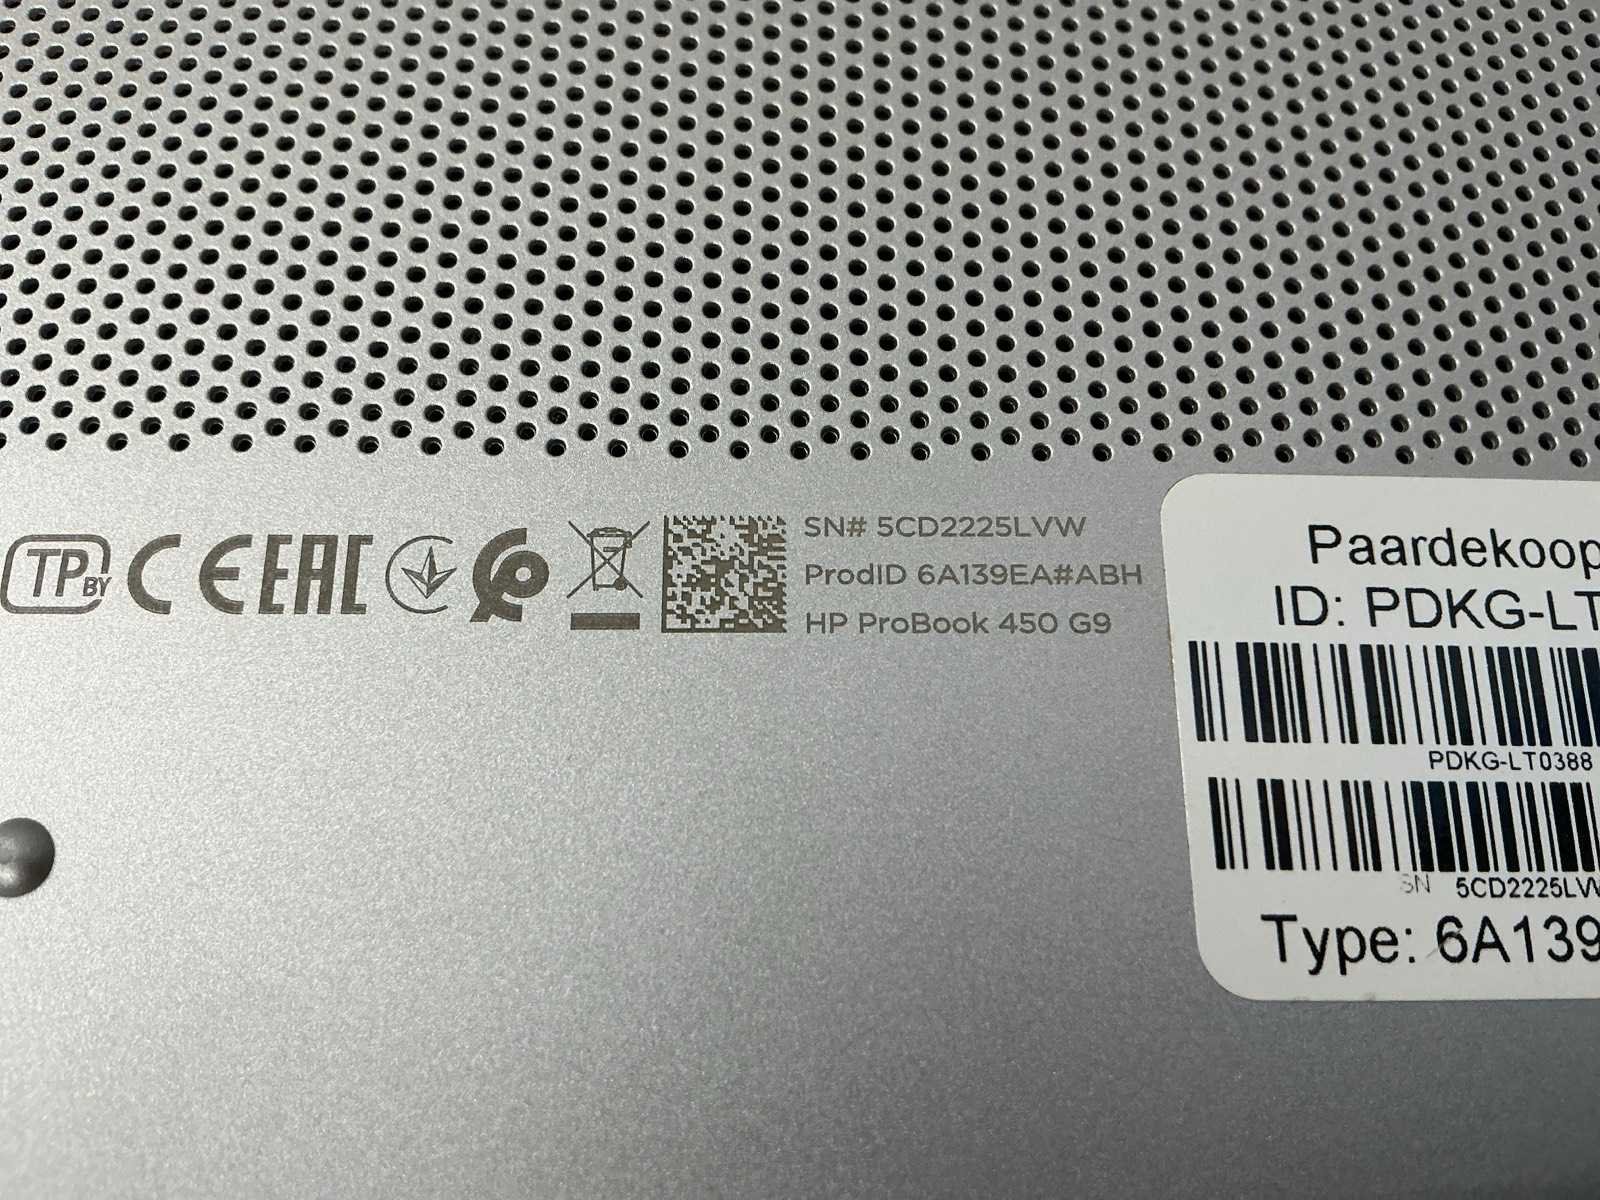 TP BY CE EAC
SN# 5CD2225LVW
ProdID 6A139EA#ABH
HP ProBook 450 G9
Paardekoop
ID: PDKG-LT
PDKG-LT0388
SN 5CD2225LVW
Type: 6A139